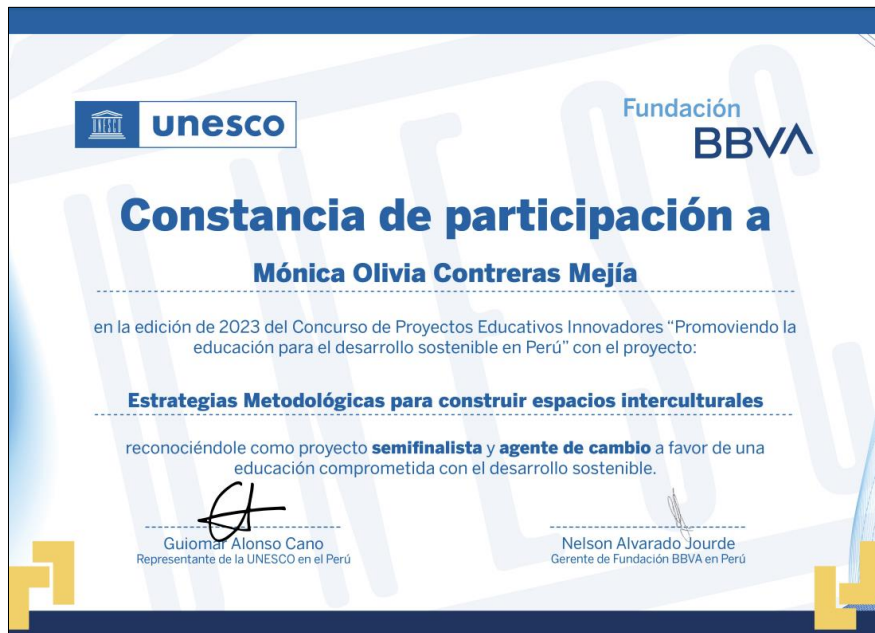 unesco
Fundación
BBVA
Constancia de participación a
Mónica Olivia Contreras Mejía
en la edición de 2023 del Concurso de Proyectos Educativos Innovadores “Promoviendo la
educación para el desarrollo sostenible en Perú” con el proyecto:
Estrategias Metodológicas para construir espacios interculturales
reconociéndole como proyecto semifinalista y agente de cambio a favor de una
educación comprometida con el desarrollo sostenible.
Guiomar Alonso Cano
Representante de la UNESCO en el Perú
Nelson Alvarado Jourde
Gerente de Fundación BBVA en Perú